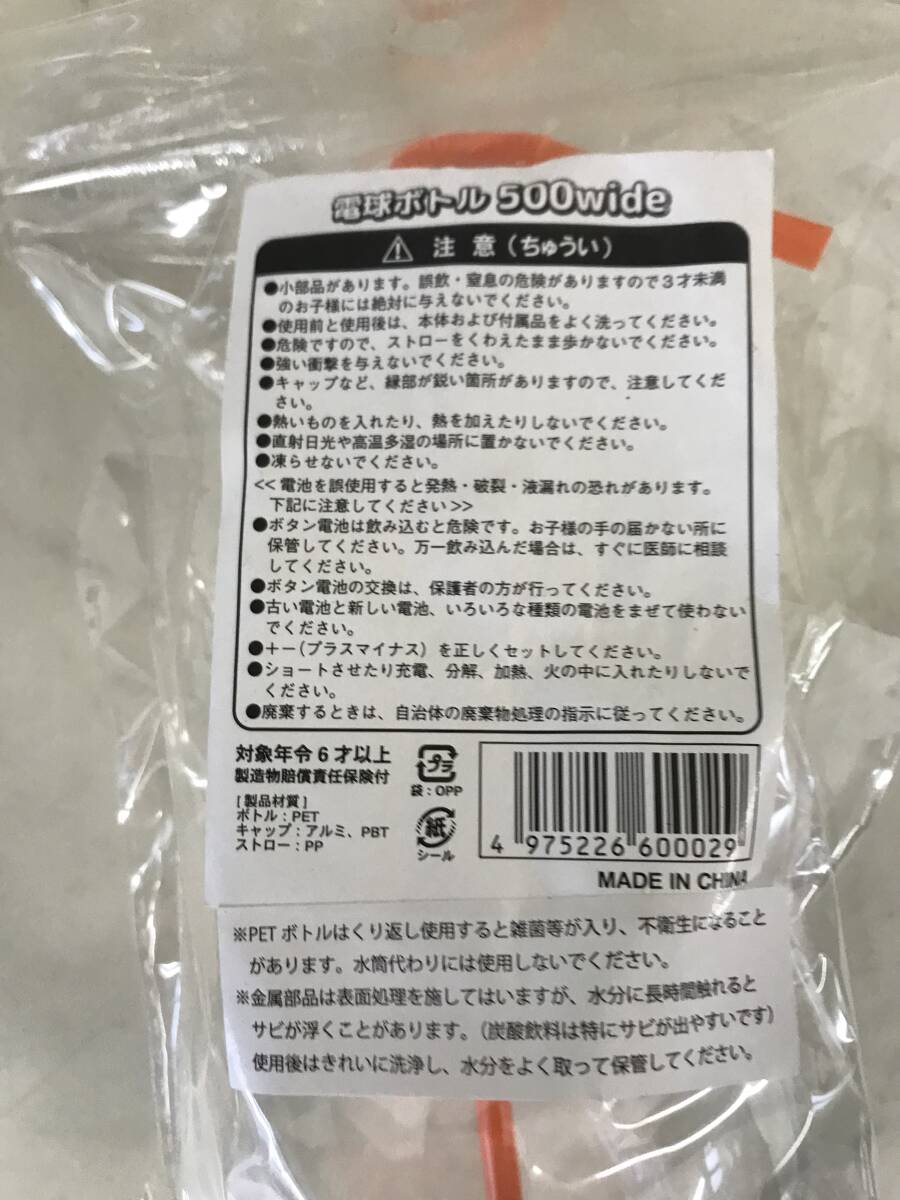 電球ボトル 500wide
注 意（ちゅうい）
●小部品があります。誤飲・窒息の危険がありますので３才未満
のお子様には絶対に与えないでください。
●使用前と使用後は、本体および付属品をよく洗ってください。
●危険ですので、ストローをくわえたまま歩かないでください。
●強い衝撃を与えないでください。
●キャップなど、縁部が鋭い箇所がありますので、注意してくだ
さい。
●熱いものを入れたり、熱を加えたりしないでください。
●直射日光や高温多湿の場所に置かないでください。
●凍らせないでください。
<< 電池を誤使用すると発熱・破裂・液漏れの恐れがあります。
下記に注意してください>>
●ボタン電池は飲み込むと危険です。お子様の手の届かない所に
保管してください。万一飲み込んだ場合は、すぐに医師に相談
してください。
●ボタン電池の交換は、保護者の方が行ってください。
●古い電池と新しい電池、いろいろな種類の電池をまぜて使わない
でください。
●＋－（プラスマイナス）を正しくセットしてください。
●ショートさせたり充電、分解、加熱、火の中に入れたりしないで
ください。
●廃棄するときは、自治体の廃棄物処理の指示に従ってください。
対象年令６才以上
製造物賠償責任保険付
［製品材質］
ボトル：PET
キャップ：アルミ、PBT
ストロー：PP
プラ
袋：OPP
紙
シール
4 975226 600029
MADE IN CHINA
※PET ボトルはくり返し使用すると雑菌等が入り、不衛生になること
があります。水筒代わりには使用しないでください。
※金属部品は表面処理を施してはいますが、水分に長時間触れると
サビが浮くことがあります。（炭酸飲料は特にサビが出やすいです）
使用後はきれいに洗浄し、水分をよく取って保管してください。